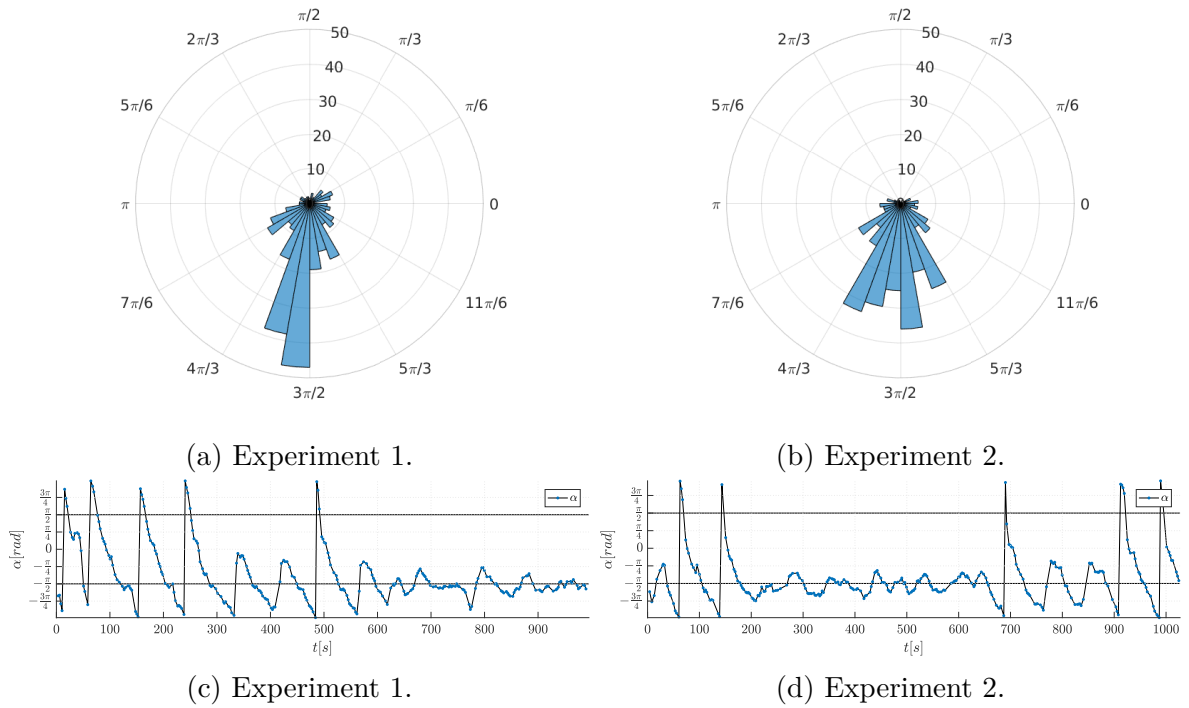 π/2
π/2
2π/3 50 π/3
2π/3 50 π/3
40
40
5π/6 30 π/6
5π/6 30 π/6
20
20
10
10
π 0
π 0
7π/6 11π/6
7π/6 11π/6
4π/3 5π/3
4π/3 5π/3
3π/2
3π/2
(a) Experiment 1.
(b) Experiment 2.
α[rad]
3π/4
π/2
π/4
0
−π/4
−π/2
−3π/4
α
0 100 200 300 400 500 600 700 800 900
t[s]
α[rad]
3π/4
π/2
π/4
0
−π/4
−π/2
−3π/4
α
0 100 200 300 400 500 600 700 800 900 1000
t[s]
(c) Experiment 1.
(d) Experiment 2.